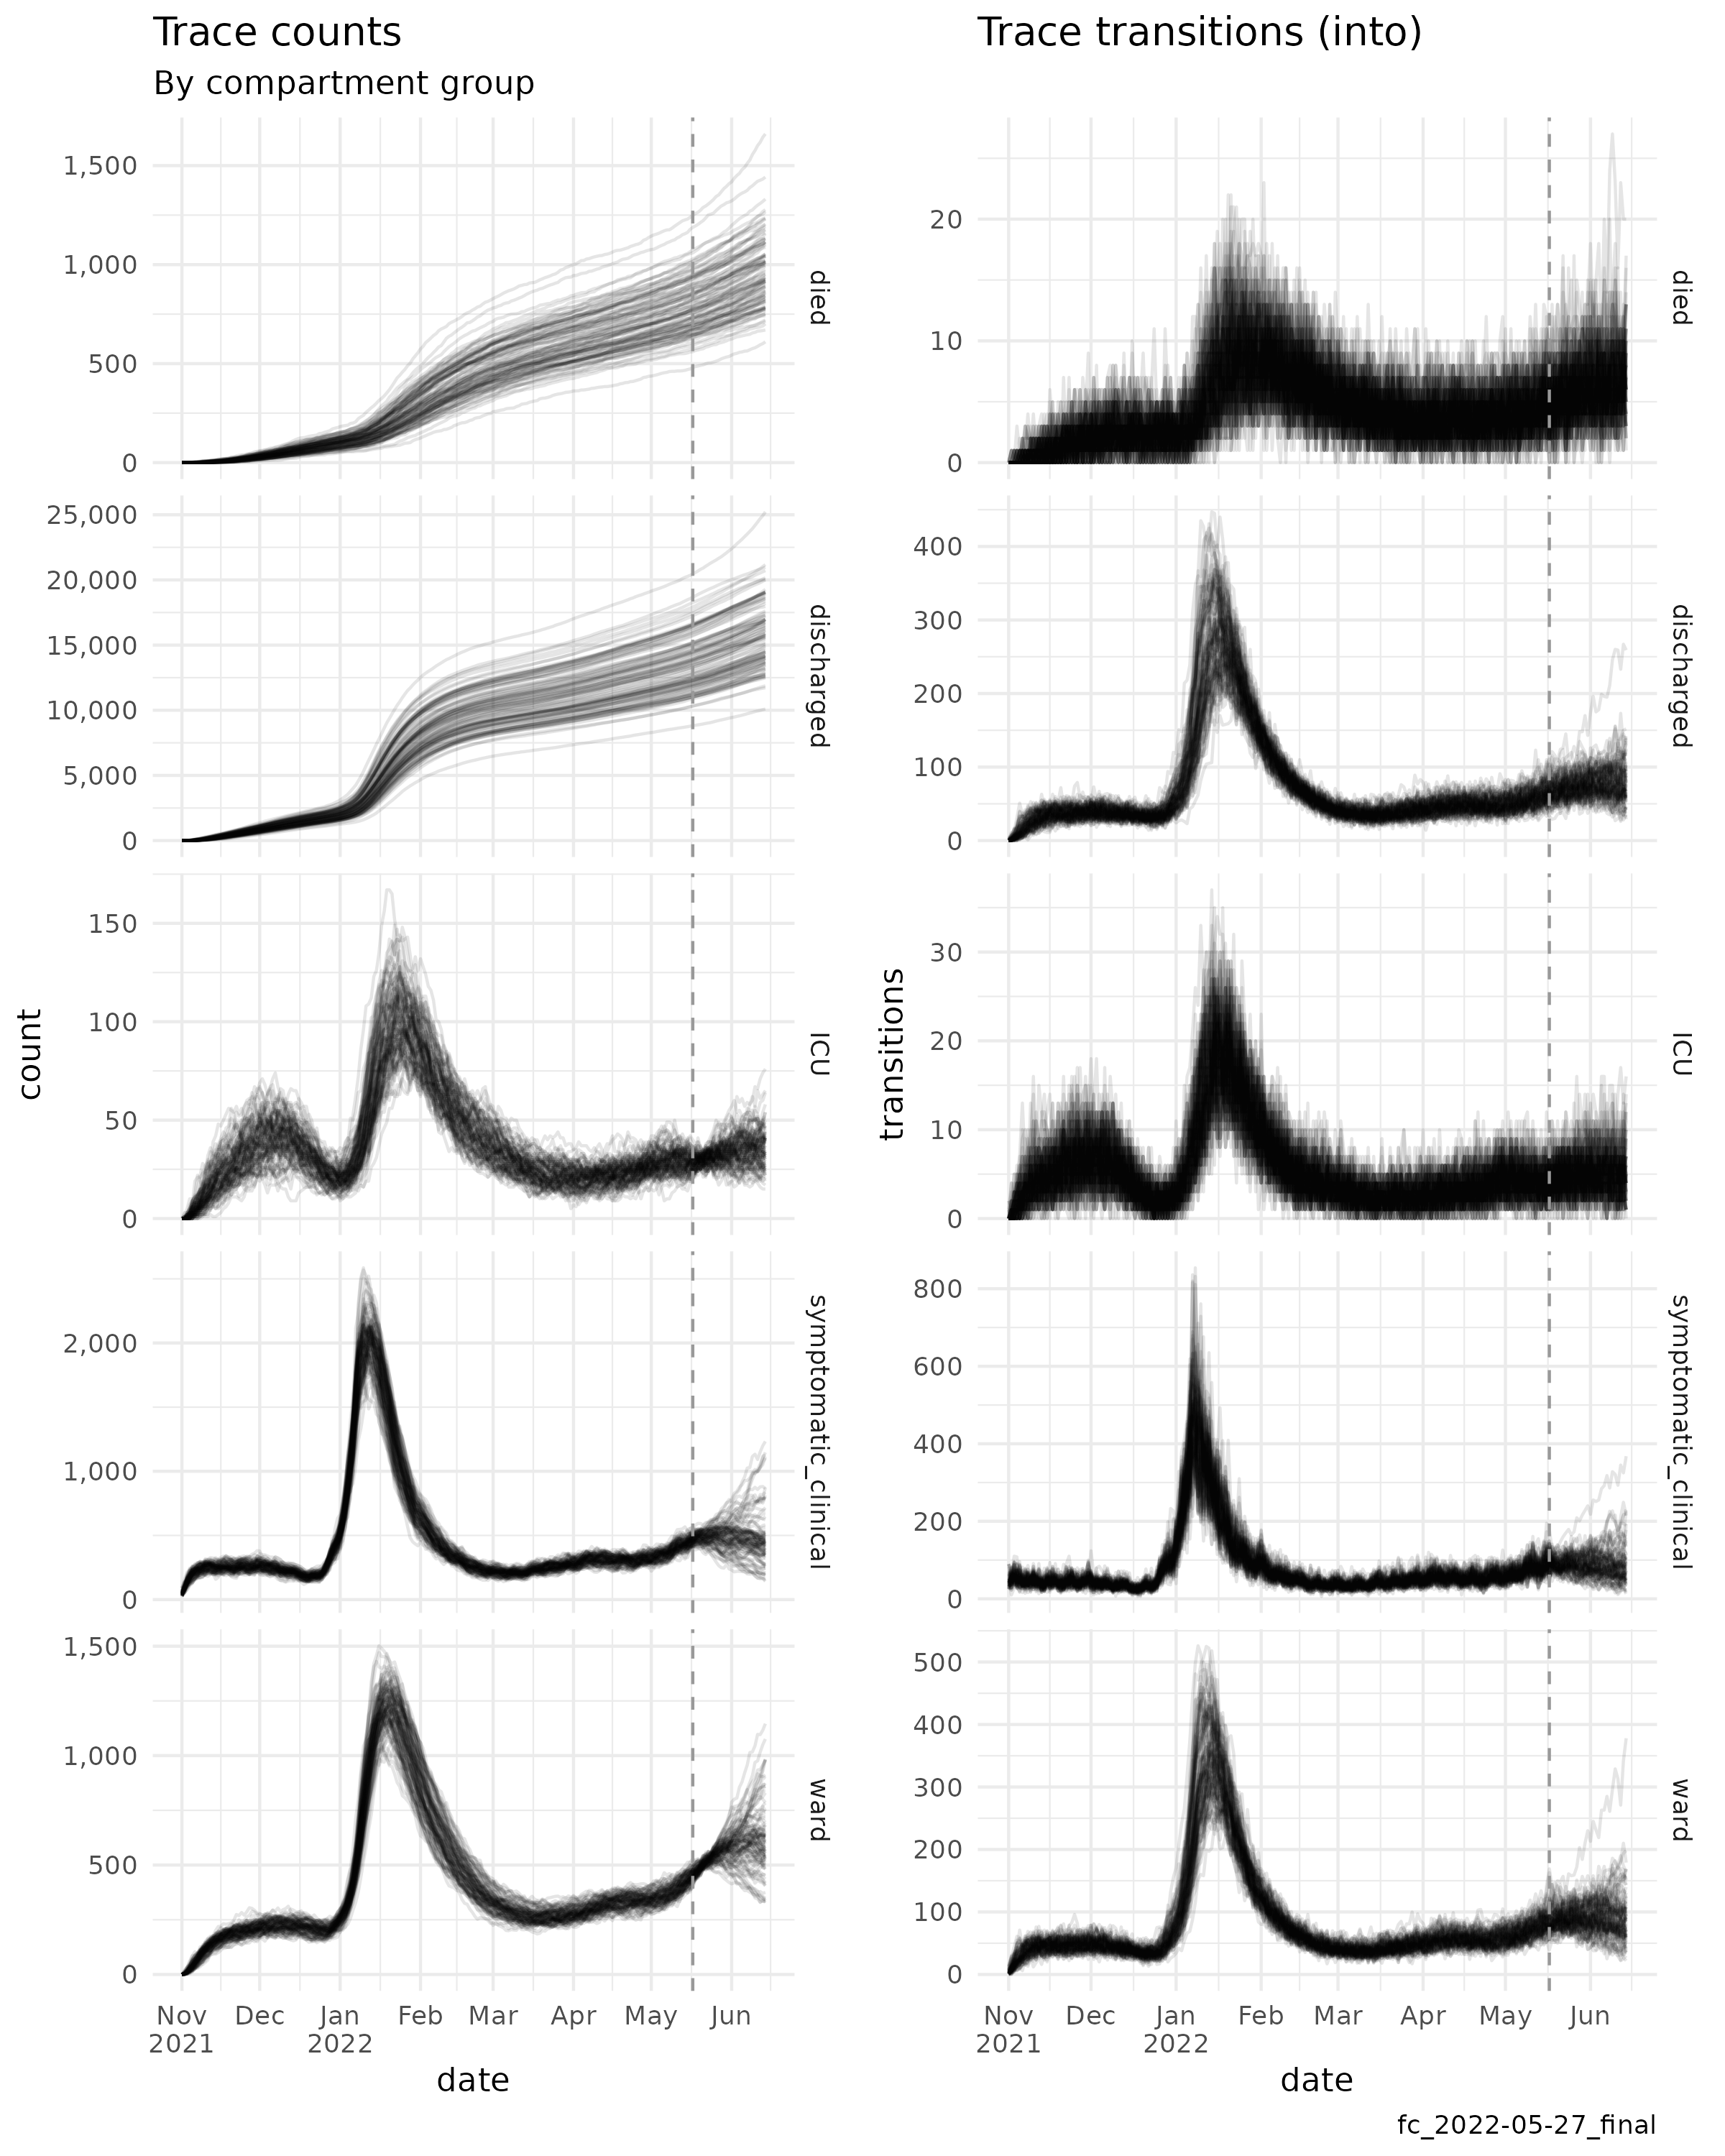 Trace counts
By compartment group
1,500
1,000
500
0
died
25,000
20,000
15,000
10,000
5,000
0
discharged
150
100
50
0
ICU
2,000
1,000
0
symptomatic_clinical
1,500
1,000
500
0
ward
count
Nov Dec Jan Feb Mar Apr May Jun
2021 2022
date
Trace transitions (into)
20
10
0
died
400
300
200
100
0
discharged
30
20
10
0
ICU
800
600
400
200
0
symptomatic_clinical
500
400
300
200
100
0
ward
transitions
Nov Dec Jan Feb Mar Apr May Jun
2021 2022
date
fc_2022-05-27_final